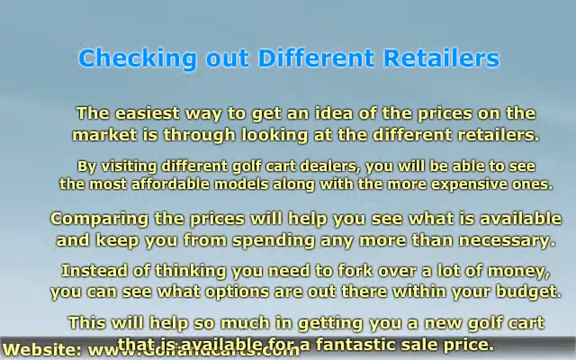 Checking out Different Retailers
The easiest way to get an idea of the prices on the
market is through looking at the different retailers.
By visiting different golf cart dealers, you will be able to see
the most affordable models along with the more expensive ones.
Comparing the prices will help you see what is available
and keep you from spending any more than necessary.
Instead of thinking you need to fork over a lot of money,
you can see what options are out there within your budget.
This will help so much in getting you a new golf cart
that is available for a fantastic sale price.
Website: